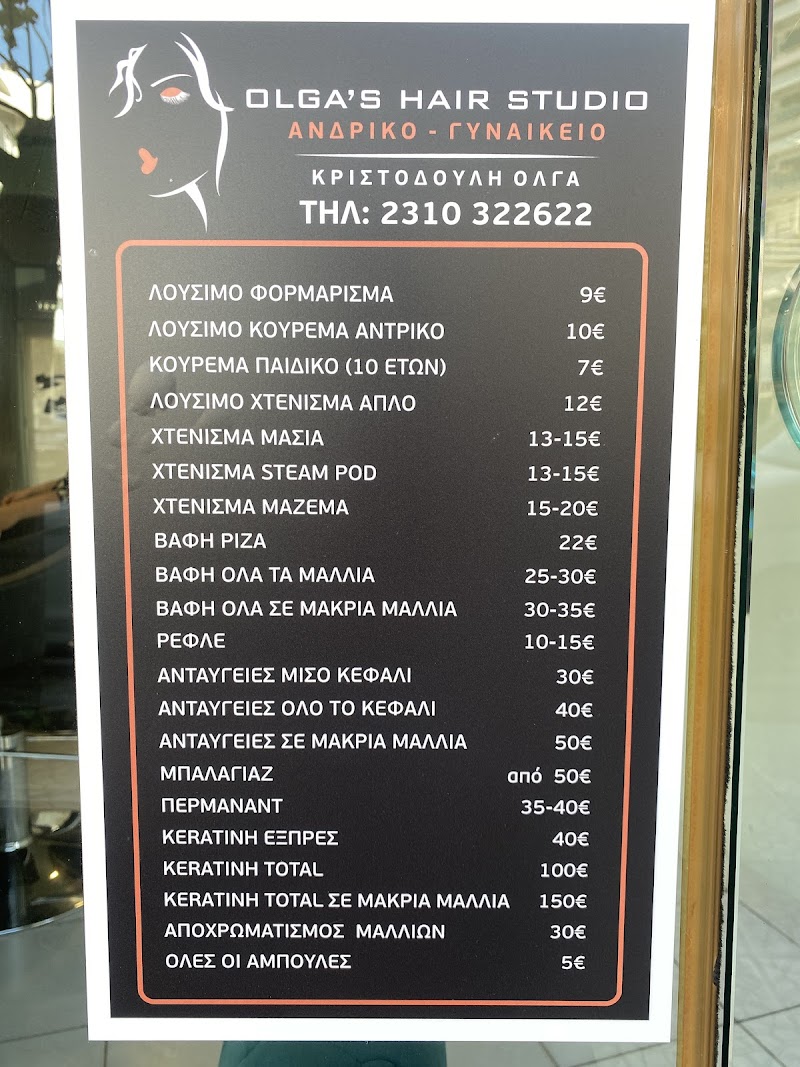 OLGA'S HAIR STUDIO
ΑΝΔΡΙΚΟ - ΓΥΝΑΙΚΕΙΟ
ΚΡΙΣΤΟΔΟΥΛΗ ΟΛΓΑ
ΤΗΛ: 2310 322622
ΛΟΥΣΙΜΟ ΦΟΡΜΑΡΙΣΜΑ 9€
ΛΟΥΣΙΜΟ ΚΟΥΡΕΜΑ ΑΝΤΡΙΚΟ 10€
ΚΟΥΡΕΜΑ ΠΑΙΔΙΚΟ (10 ΕΤΩΝ) 7€
ΛΟΥΣΙΜΟ ΧΤΕΝΙΣΜΑ ΑΠΛΟ 12€
ΧΤΕΝΙΣΜΑ ΜΑΣΙΑ 13-15€
ΧΤΕΝΙΣΜΑ STEAM POD 13-15€
ΧΤΕΝΙΣΜΑ ΜΑΖΕΜΑ 15-20€
ΒΑΦΗ ΡΙΖΑ 22€
ΒΑΦΗ ΟΛΑ ΤΑ ΜΑΛΛΙΑ 25-30€
ΒΑΦΗ ΟΛΑ ΣΕ ΜΑΚΡΙΑ ΜΑΛΛΙΑ 30-35€
ΡΕΦΛΕ 10-15€
ΑΝΤΑΥΓΕΙΕΣ ΜΙΣΟ ΚΕΦΑΛΙ 30€
ΑΝΤΑΥΓΕΙΕΣ ΟΛΟ ΤΟ ΚΕΦΑΛΙ 40€
ΑΝΤΑΥΓΕΙΕΣ ΣΕ ΜΑΚΡΙΑ ΜΑΛΛΙΑ 50€
ΜΠΑΛΑΓΙΑΖ από 50€
ΠΕΡΜΑΝΑΝΤ 35-40€
ΚΕRΑΤΙΝΗ ΕΞΠΡΕΣ 40€
ΚΕRΑΤΙΝΗ TOTAL 100€
ΚΕRΑΤΙΝΗ TOTAL ΣΕ ΜΑΚΡΙΑ ΜΑΛΛΙΑ 150€
ΑΠΟΧΡΩΜΑΤΙΣΜΟΣ ΜΑΛΛΙΩΝ 30€
ΟΛΕΣ ΟΙ ΑΜΠΟΥΛΕΣ 5€